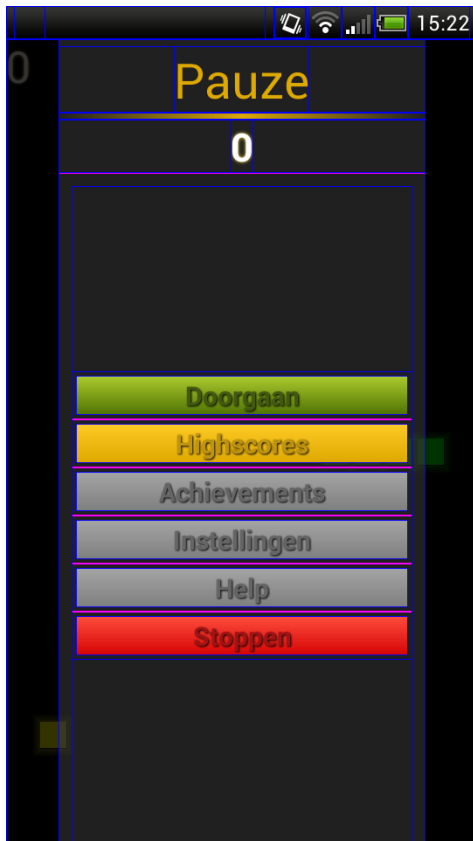 15:22
0
Pauze
0
Doorgaan
Highscores
Achievements
Instellingen
Help
Stoppen